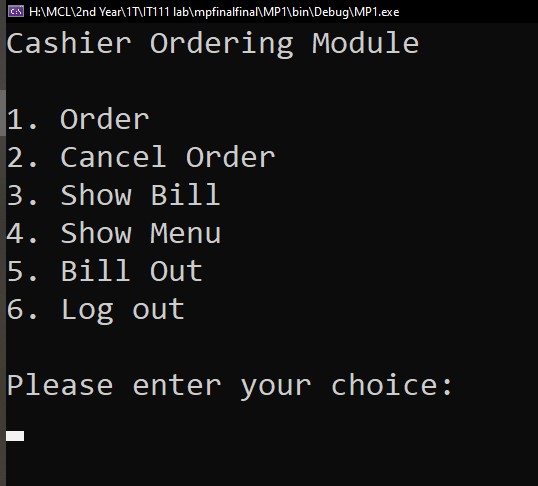 H:\MCL\2nd Year\1T\IT111 lab\mpfinalfinal\MP1\bin\Debug\MP1.exe
Cashier Ordering Module
1. Order
2. Cancel Order
3. Show Bill
4. Show Menu
5. Bill Out
6. Log out
Please enter your choice: